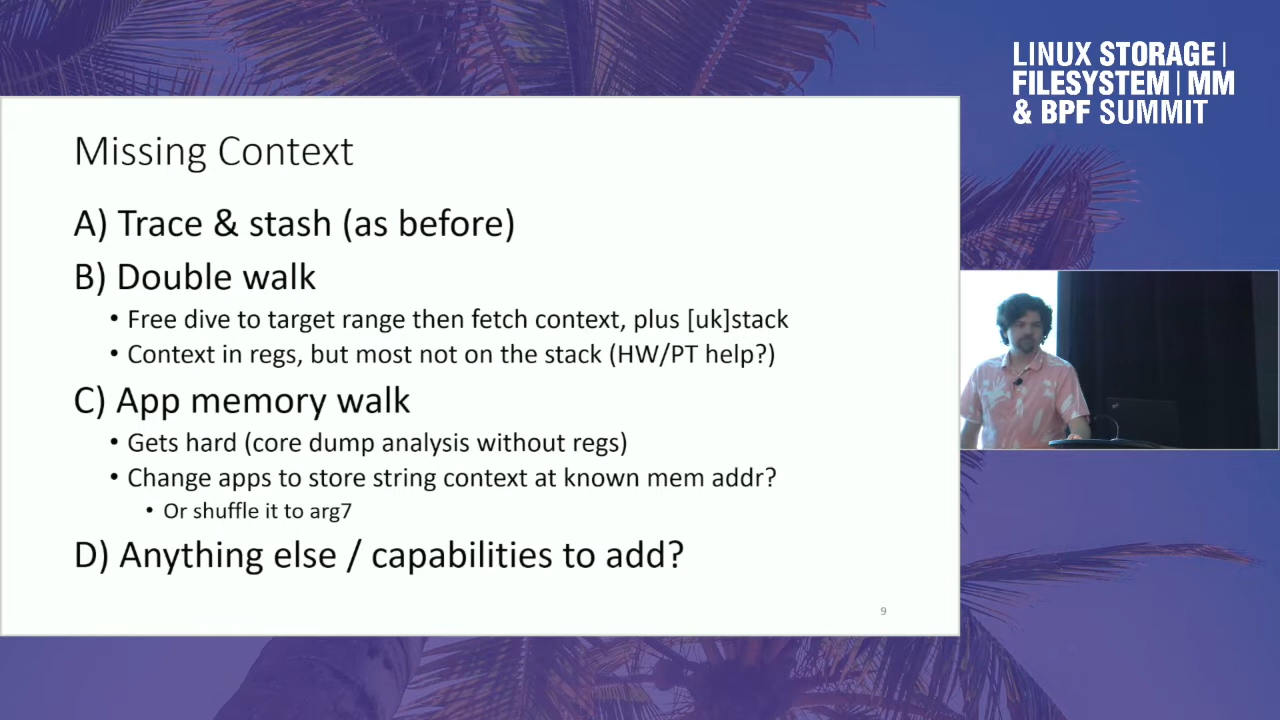 LINUX STORAGE |
FILESYSTEM | MM
& BPF SUMMIT
Missing Context
A) Trace & stash (as before)
B) Double walk
• Free dive to target range then fetch context, plus [uk]stack
• Context in regs, but most not on the stack (HW/PT help?)
C) App memory walk
• Gets hard (core dump analysis without regs)
• Change apps to store string context at known mem addr?
• Or shuffle it to arg7
D) Anything else / capabilities to add?
9